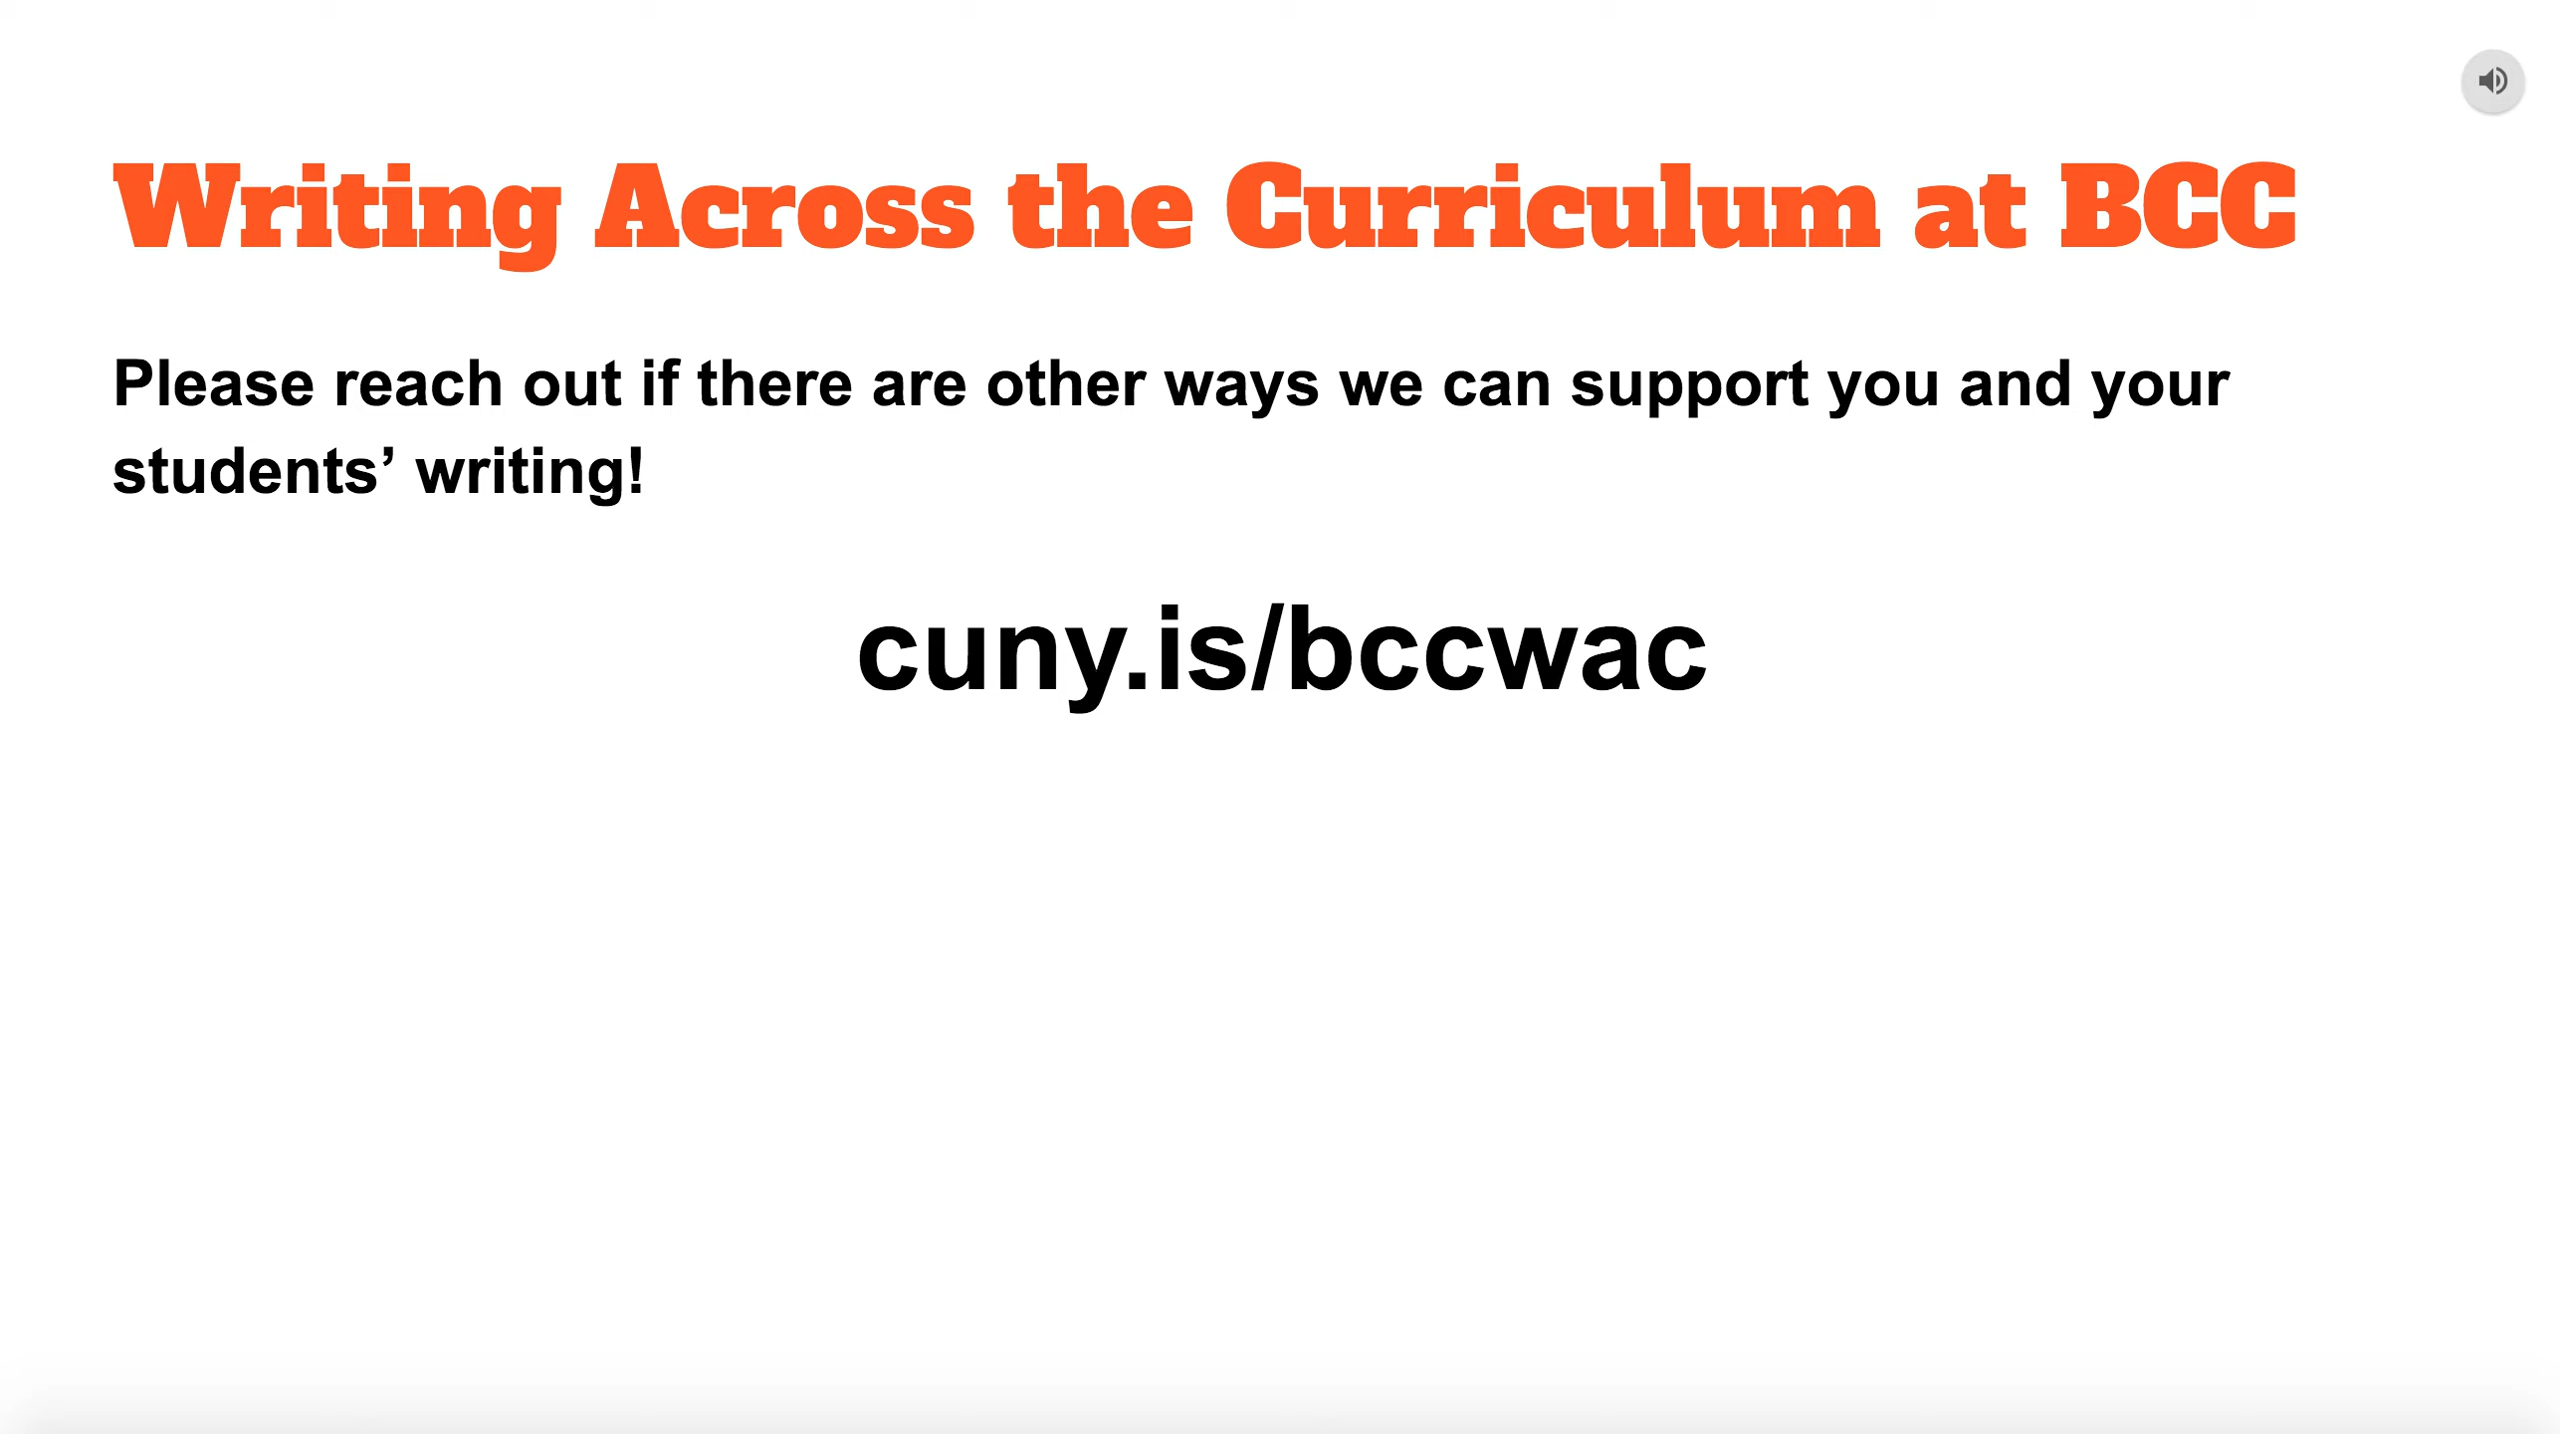 Writing Across the Curriculum at BCC
Please reach out if there are other ways we can support you and your
students’ writing!
cuny.is/bccwac